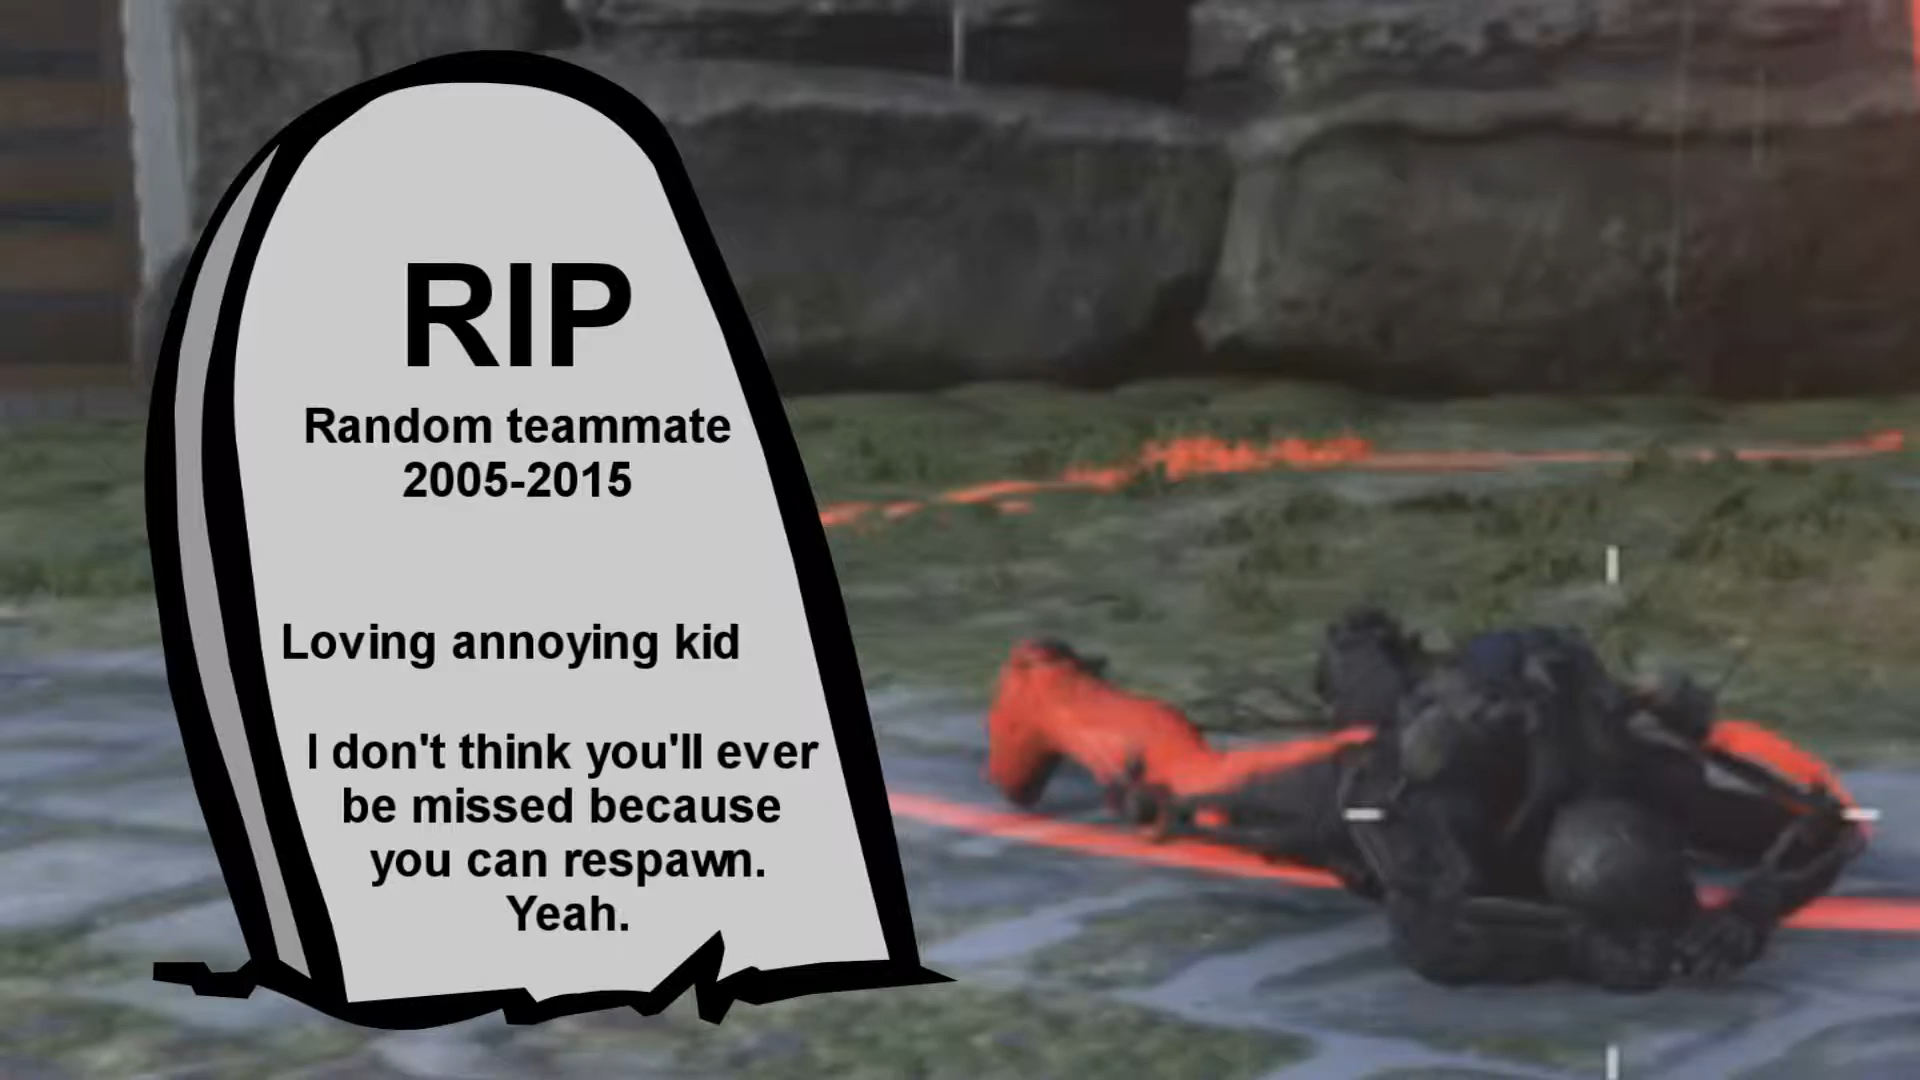 RIP
Random teammate
2005-2015
Loving annoying kid
I don't think you'll ever
be missed because
you can respawn.
Yeah.